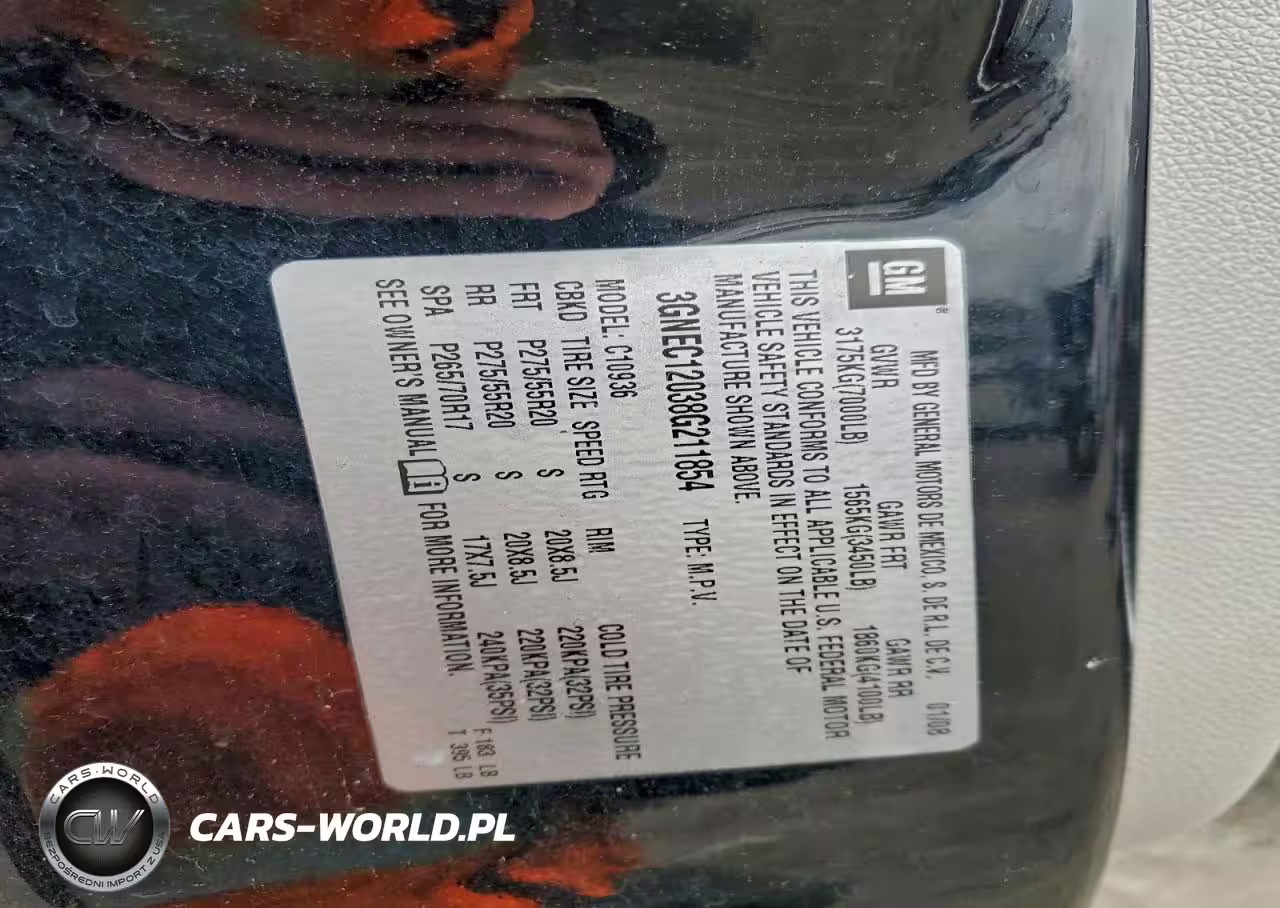 GM ®
MFD BY GENERAL MOTORS DE MEXICO, S. DE R.L. DE C.V. 01/08
GVWR GAWR FRT GAWR RR
3175KG(7000LB) 1565KG(3450LB) 1860KG(4100LB)
THIS VEHICLE CONFORMS TO ALL APPLICABLE U.S. FEDERAL MOTOR
VEHICLE SAFETY STANDARDS IN EFFECT ON THE DATE OF
MANUFACTURE SHOWN ABOVE.
3GNEC12038G211854 TYPE: M.P.V.
MODEL: C10936
CBKD TIRE SIZE SPEED RTG RIM COLD TIRE PRESSURE
FRT P275/55R20 S 20X8.5J 220KPA(32PSI)
RR P275/55R20 S 20X8.5J 220KPA(32PSI)
SPA P265/70R17 S 17X7.5J 240KPA(35PSI) F 183 LB
SEE OWNER'S MANUAL FOR MORE INFORMATION. T 395 LB
CARS-WORLD
CW
BEZPOŚREDNI IMPORT Z USA
CARS-WORLD.PL